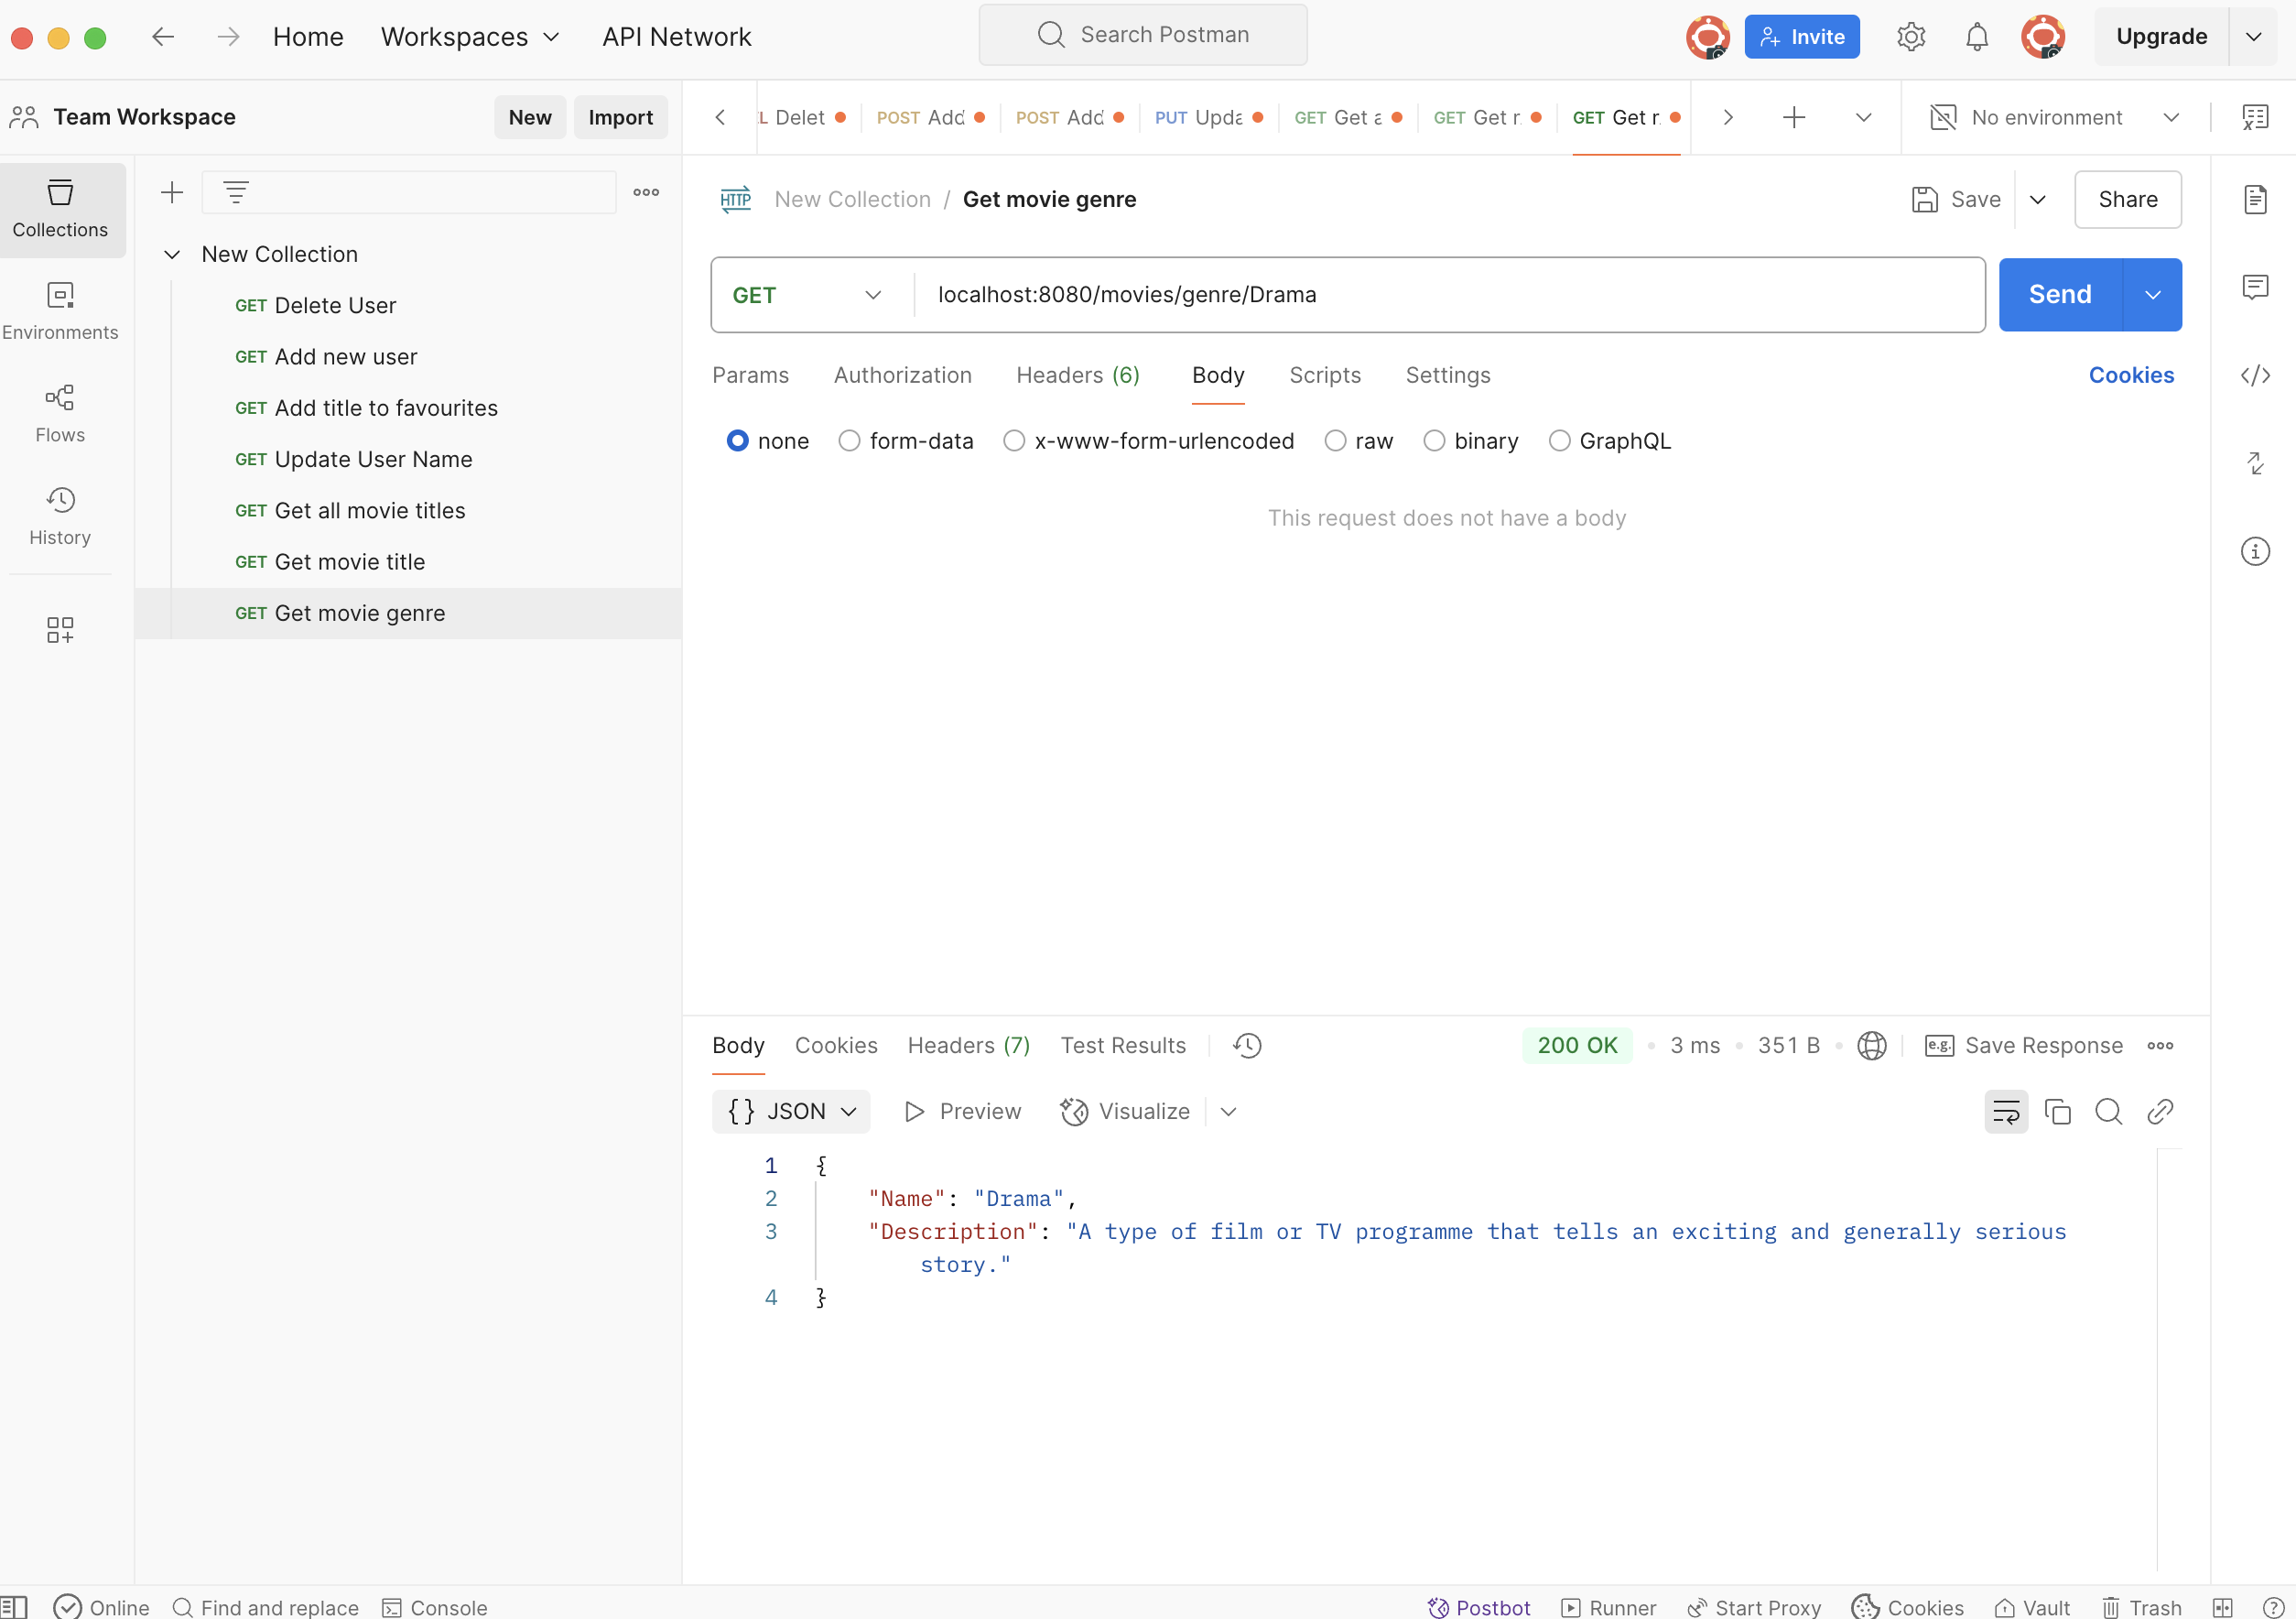 Home Workspaces API Network Search Postman Invite Upgrade
Team Workspace New Import
L Delet POST Add POST Add PUT Upda GET Get a GET Get r GET Get r No environment
Collections
Environments
Flows
History
New Collection
GET Delete User
GET Add new user
GET Add title to favourites
GET Update User Name
GET Get all movie titles
GET Get movie title
GET Get movie genre
HTTP New Collection / Get movie genre Save Share
GET localhost:8080/movies/genre/Drama Send
Params Authorization Headers (6) Body Scripts Settings Cookies
none form-data x-www-form-urlencoded raw binary GraphQL
This request does not have a body
Body Cookies Headers (7) Test Results 200 OK • 3 ms • 351 B • e.g. Save Response
{} JSON Preview Visualize
1 {
2 "Name": "Drama",
3 "Description": "A type of film or TV programme that tells an exciting and generally serious
story."
4 }
Online Find and replace Console Postbot Runner Start Proxy Cookies Vault Trash